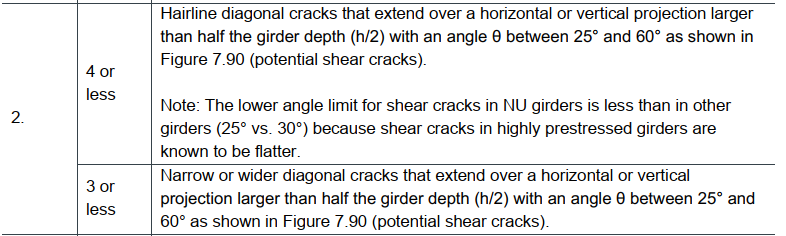 Hairline diagonal cracks that extend over a horizontal or vertical projection larger
than half the girder depth (h/2) with an angle θ between 25° and 60° as shown in
Figure 7.90 (potential shear cracks).
4 or
less
Note: The lower angle limit for shear cracks in NU girders is less than in other
girders (25° vs. 30°) because shear cracks in highly prestressed girders are
known to be flatter.
2.
3 or
less
Narrow or wider diagonal cracks that extend over a horizontal or vertical
projection larger than half the girder depth (h/2) with an angle θ between 25° and
60° as shown in Figure 7.90 (potential shear cracks).